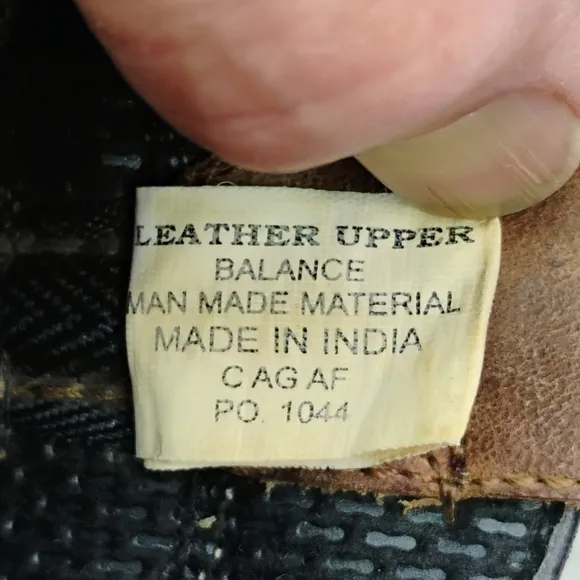 LEATHER UPPER
BALANCE
MAN MADE MATERIAL
MADE IN INDIA
C AG AF
PO. 1044